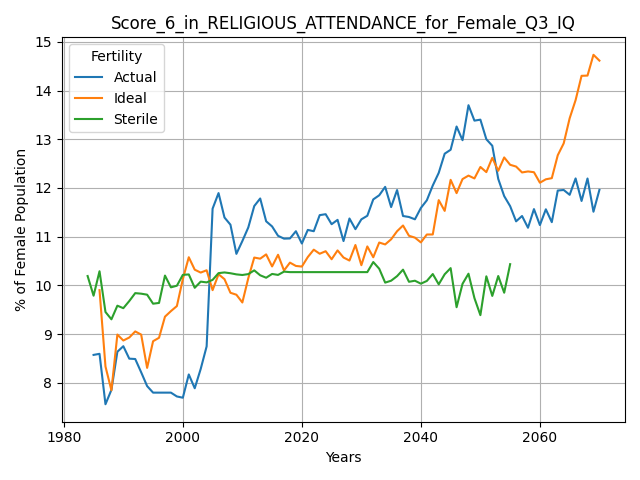 Score_6_in_RELIGIOUS_ATTENDANCE_for_Female_Q3_IQ
Fertility
Actual
Ideal
Sterile
% of Female Population
15
14
13
12
11
10
9
8
1980
2000
2020
2040
2060
Years